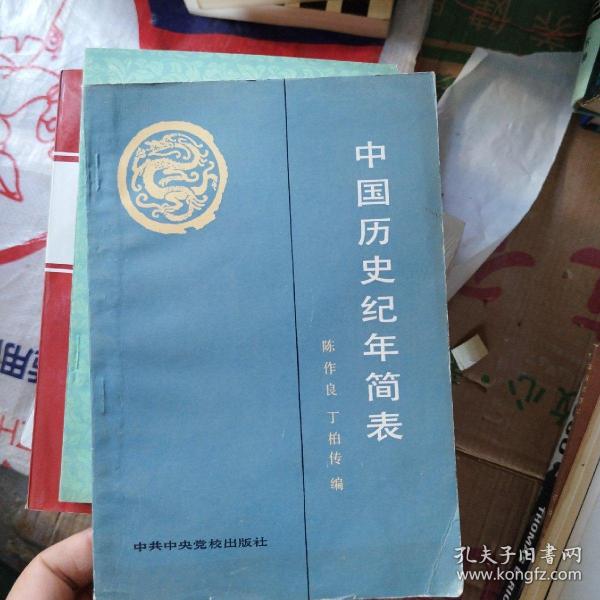 中国历史纪年简表
陈作良 丁柏传 编
中共中央党校出版社
THOM
孔夫子旧书网
www.kongfz.com